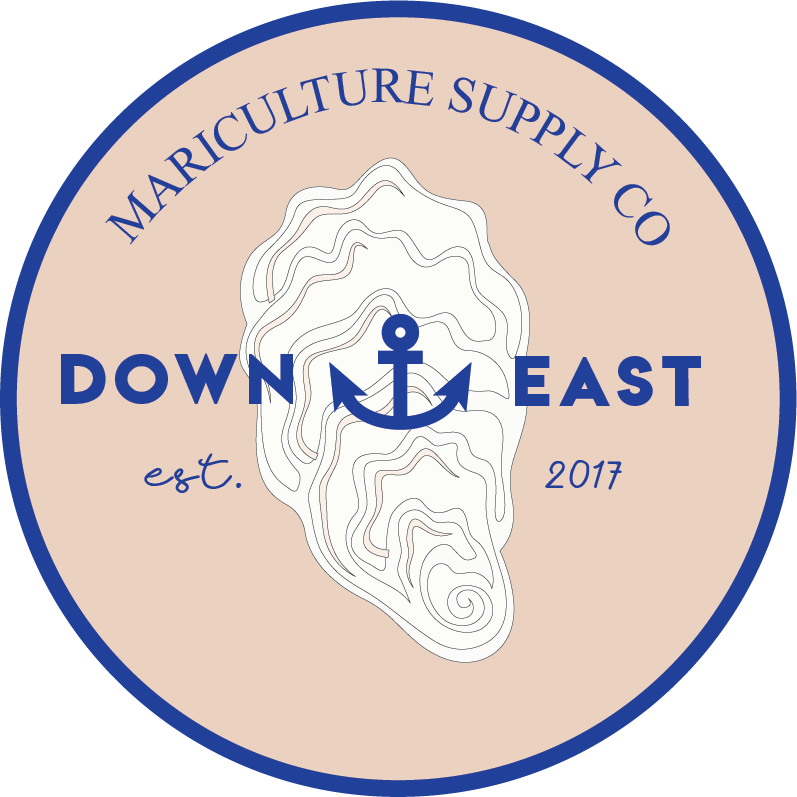 MARICULTURE SUPPLY CO
DOWN EAST
est. 2017